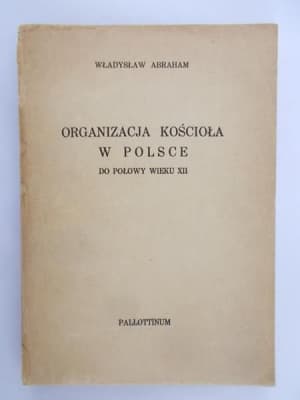 WŁADYSŁAW ABRAHAM
ORGANIZACJA KOŚCIOŁA
W POLSCE
DO POŁOWY WIEKU XII
PALLOTTINUM